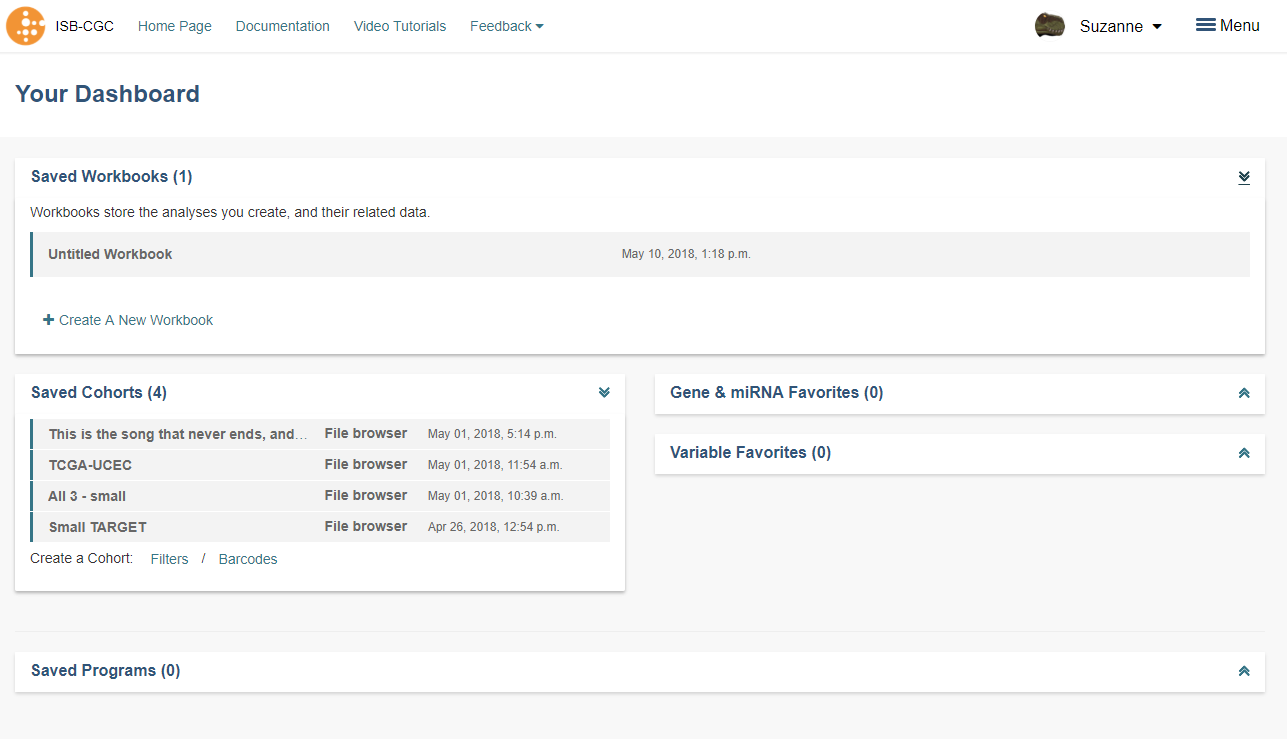 ISB-CGC Home Page Documentation Video Tutorials Feedback Suzanne Menu
Your Dashboard
Saved Workbooks (1)
Workbooks store the analyses you create, and their related data.
Untitled Workbook May 10, 2018, 1:18 p.m.
Create A New Workbook
Saved Cohorts (4)
This is the song that never ends, and... File browser May 01, 2018, 5:14 p.m.
TCGA-UCEC File browser May 01, 2018, 11:54 a.m.
All 3 - small File browser May 01, 2018, 10:39 a.m.
Small TARGET File browser Apr 26, 2018, 12:54 p.m.
Create a Cohort: Filters / Barcodes
Gene & miRNA Favorites (0)
Variable Favorites (0)
Saved Programs (0)